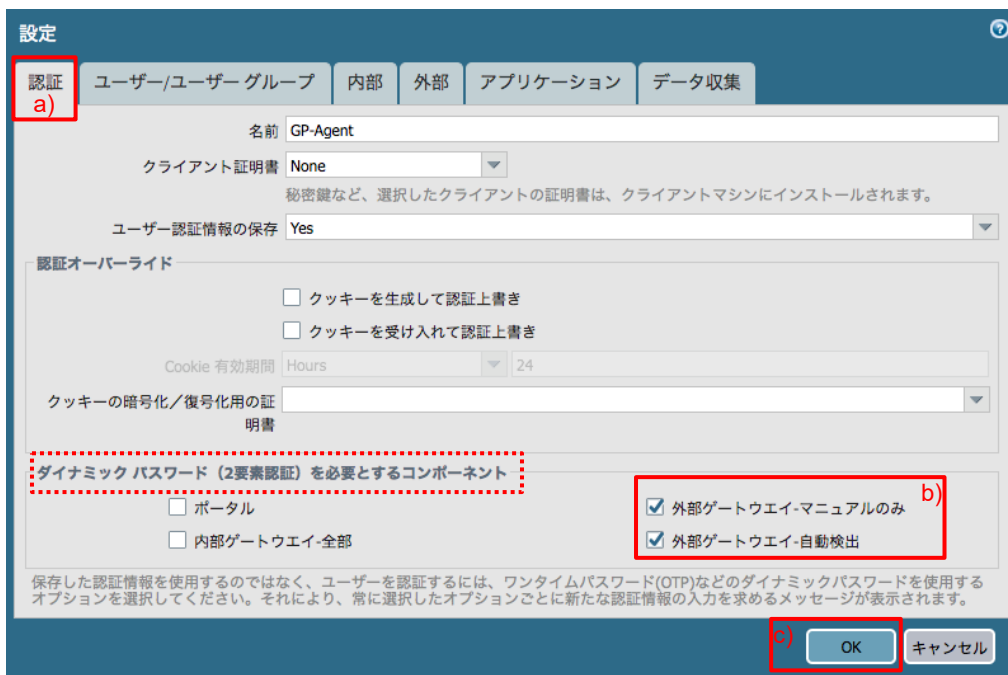 設定
認証 ユーザー/ユーザー グループ 内部 外部 アプリケーション データ収集
a)
名前 GP-Agent
クライアント証明書 None
秘密鍵など、選択したクライアントの証明書は、クライアントマシンにインストールされます。
ユーザー認証情報の保存 Yes
認証オーバーライド
クッキーを生成して認証上書き
クッキーを受け入れて認証上書き
Cookie 有効期間 Hours 24
クッキーの暗号化／復号化用の証
明書
ダイナミック パスワード（2要素認証）を必要とするコンポーネント
b)
ポータル 外部ゲートウエイ-マニュアルのみ
内部ゲートウエイ-全部 外部ゲートウエイ-自動検出
保存した認証情報を使用するのではなく、ユーザーを認証するには、ワンタイムパスワード(OTP)などのダイナミックパスワードを使用する
オプションを選択してください。それにより、常に選択したオプションごとに新たな認証情報の入力を求めるメッセージが表示されます。
c) OK キャンセル